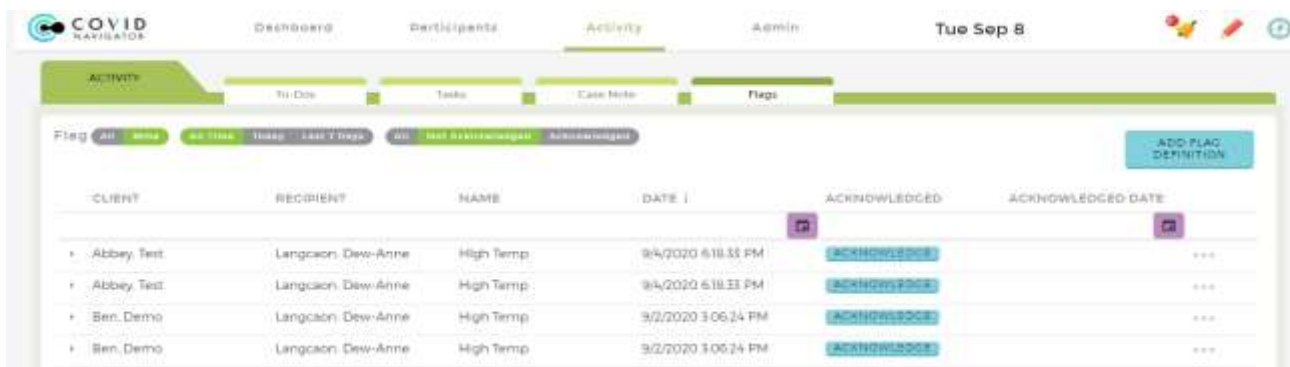 COVID
NAVIGATOR
Dashboard Participants Activity Admin Tue Sep 8
ACTIVITY
To-Dos Tasks Case Note Flags
Flag All Mine All Time Today Last 7 Days All Not Acknowledged Acknowledged
ADD FLAG
DEFINITION
CLIENT RECIPIENT NAME DATE ↓ ACKNOWLEDGED ACKNOWLEDGED DATE
Abbey, Test Langcaon, Dew-Anne High Temp 9/4/2020 6:18:33 PM ACKNOWLEDGE
Abbey, Test Langcaon, Dew-Anne High Temp 9/4/2020 6:18:33 PM ACKNOWLEDGE
Ben, Demo Langcaon, Dew-Anne High Temp 9/2/2020 3:06:24 PM ACKNOWLEDGE
Ben, Demo Langcaon, Dew-Anne High Temp 9/2/2020 3:06:24 PM ACKNOWLEDGE